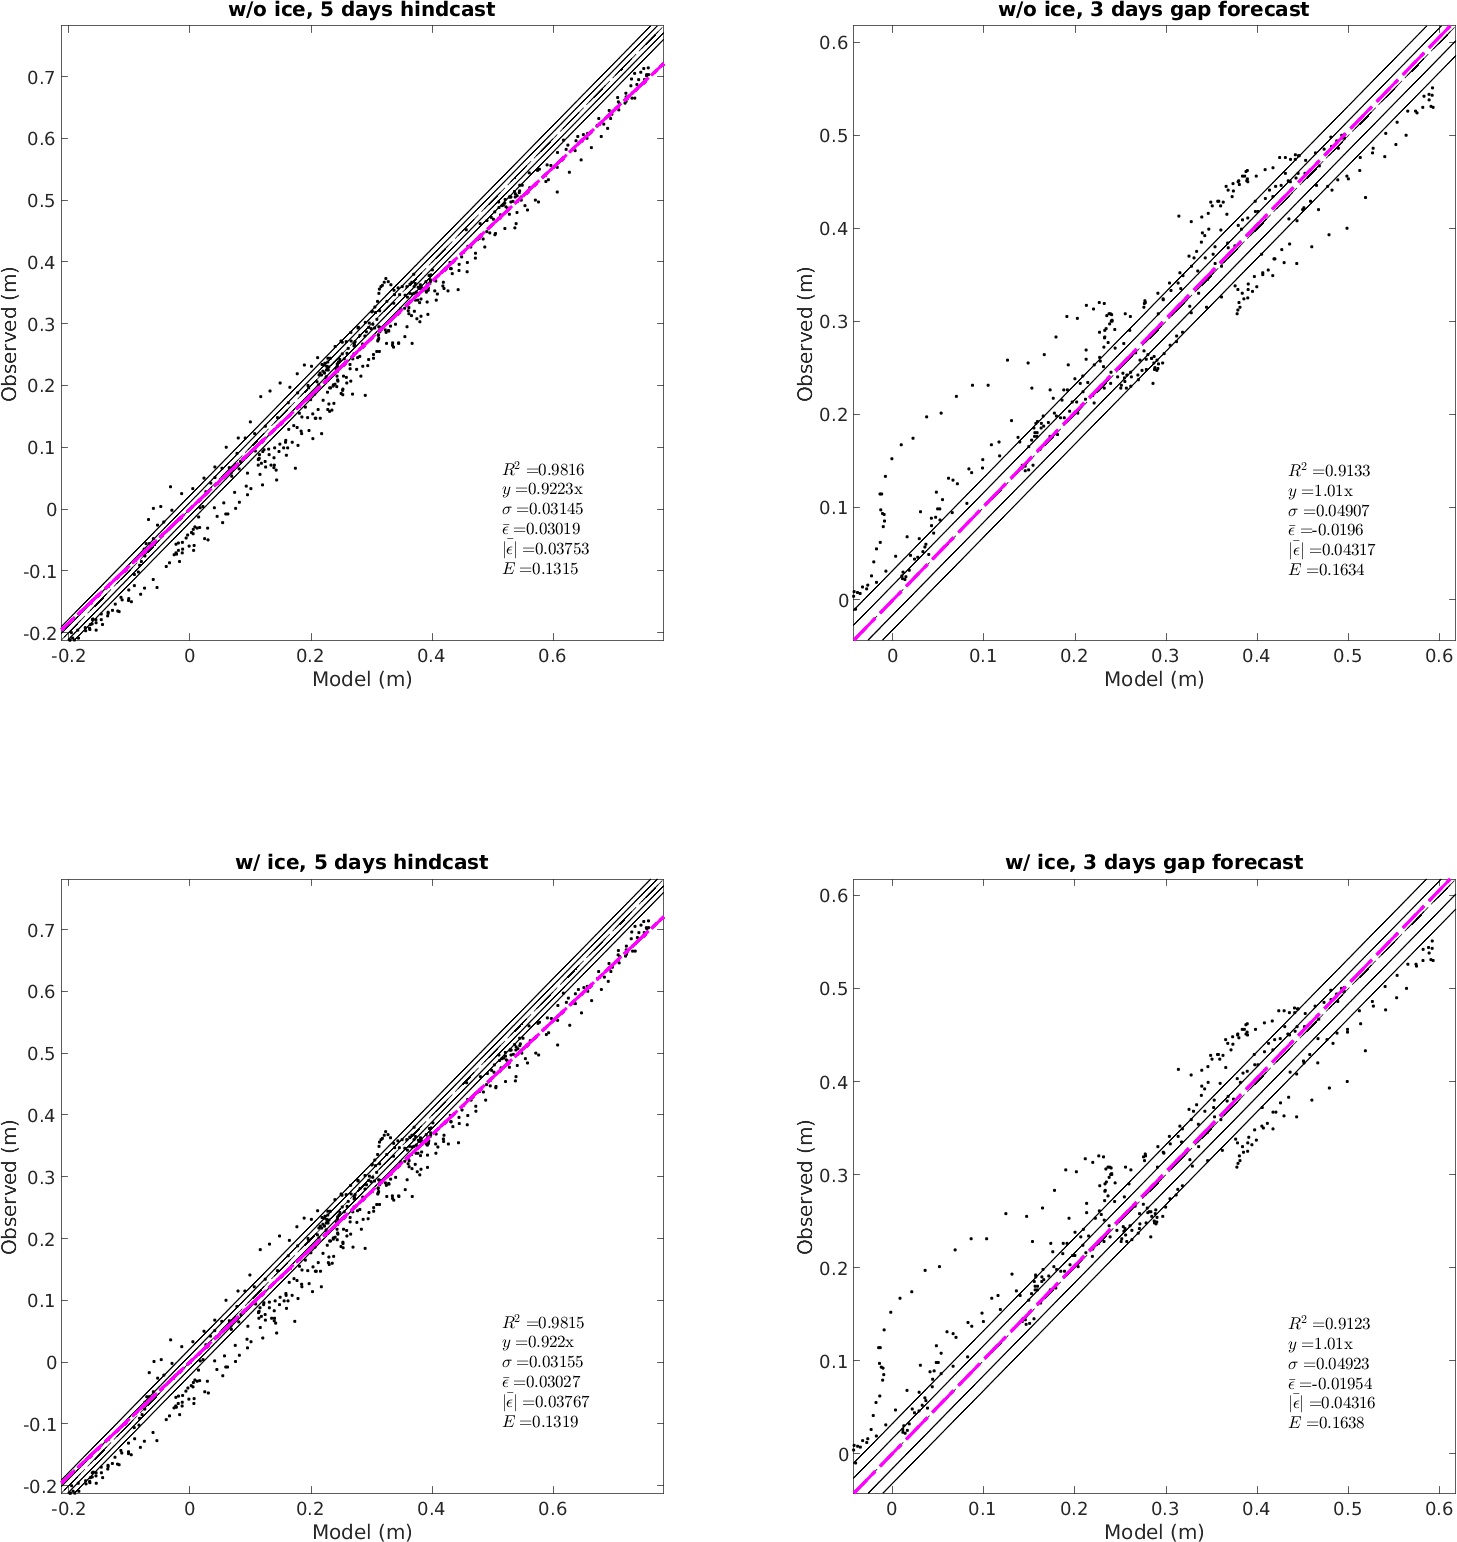 w/o ice, 5 days hindcast
0.7
0.6
0.5
0.4
0.3
0.2
0.1
0
-0.1
-0.2
Observed (m)
R² =0.9816
y =0.9223x
σ =0.03145
ε̄ =0.03019
|ε̄| =0.03753
E =0.1315
-0.2 0 0.2 0.4 0.6
Model (m)
w/o ice, 3 days gap forecast
0.6
0.5
0.4
0.3
0.2
0.1
0
Observed (m)
R² =0.9133
y =1.01x
σ =0.04907
ε̄ =-0.0196
|ε̄| =0.04317
E =0.1634
0 0.1 0.2 0.3 0.4 0.5 0.6
Model (m)
w/ ice, 5 days hindcast
0.7
0.6
0.5
0.4
0.3
0.2
0.1
0
-0.1
-0.2
Observed (m)
R² =0.9815
y =0.922x
σ =0.03155
ε̄ =0.03027
|ε̄| =0.03767
E =0.1319
-0.2 0 0.2 0.4 0.6
Model (m)
w/ ice, 3 days gap forecast
0.6
0.5
0.4
0.3
0.2
0.1
0
Observed (m)
R² =0.9123
y =1.01x
σ =0.04923
ε̄ =-0.01954
|ε̄| =0.04316
E =0.1638
0 0.1 0.2 0.3 0.4 0.5 0.6
Model (m)